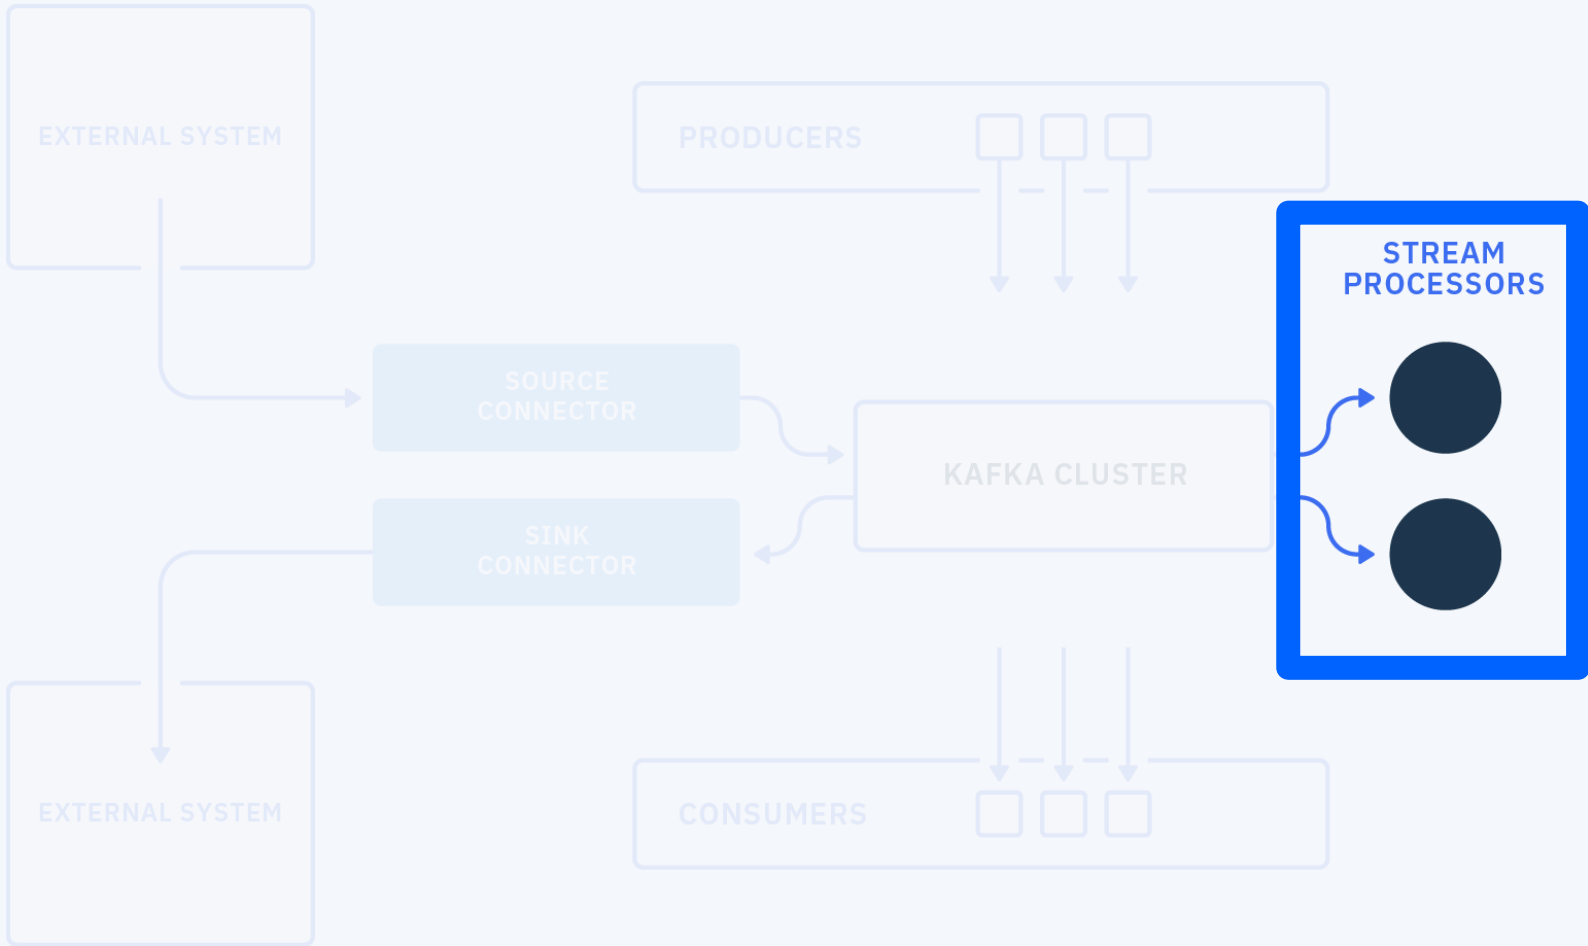 EXTERNAL SYSTEM
PRODUCERS
STREAM
PROCESSORS
SOURCE
CONNECTOR
KAFKA CLUSTER
SINK
CONNECTOR
EXTERNAL SYSTEM
CONSUMERS